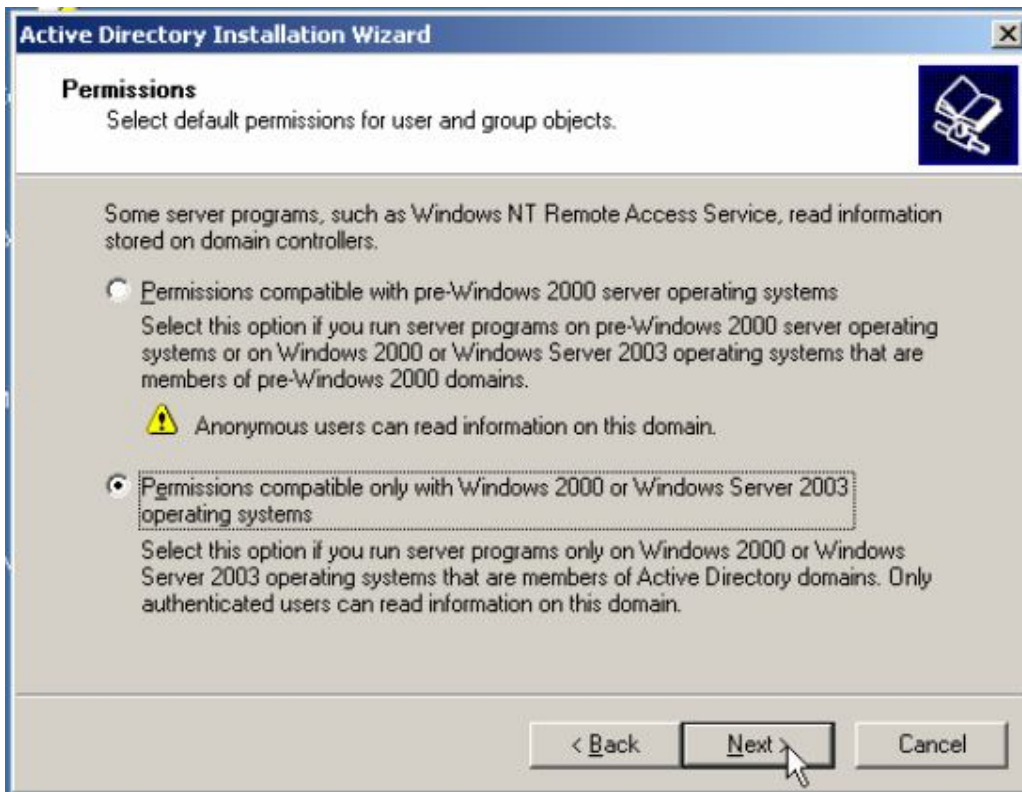 Active Directory Installation Wizard
Permissions
Select default permissions for user and group objects.
Some server programs, such as Windows NT Remote Access Service, read information
stored on domain controllers.
Permissions compatible with pre-Windows 2000 server operating systems
Select this option if you run server programs on pre-Windows 2000 server operating
systems or on Windows 2000 or Windows Server 2003 operating systems that are
members of pre-Windows 2000 domains.
Anonymous users can read information on this domain.
Permissions compatible only with Windows 2000 or Windows Server 2003
operating systems
Select this option if you run server programs only on Windows 2000 or Windows
Server 2003 operating systems that are members of Active Directory domains. Only
authenticated users can read information on this domain.
< Back Next > Cancel